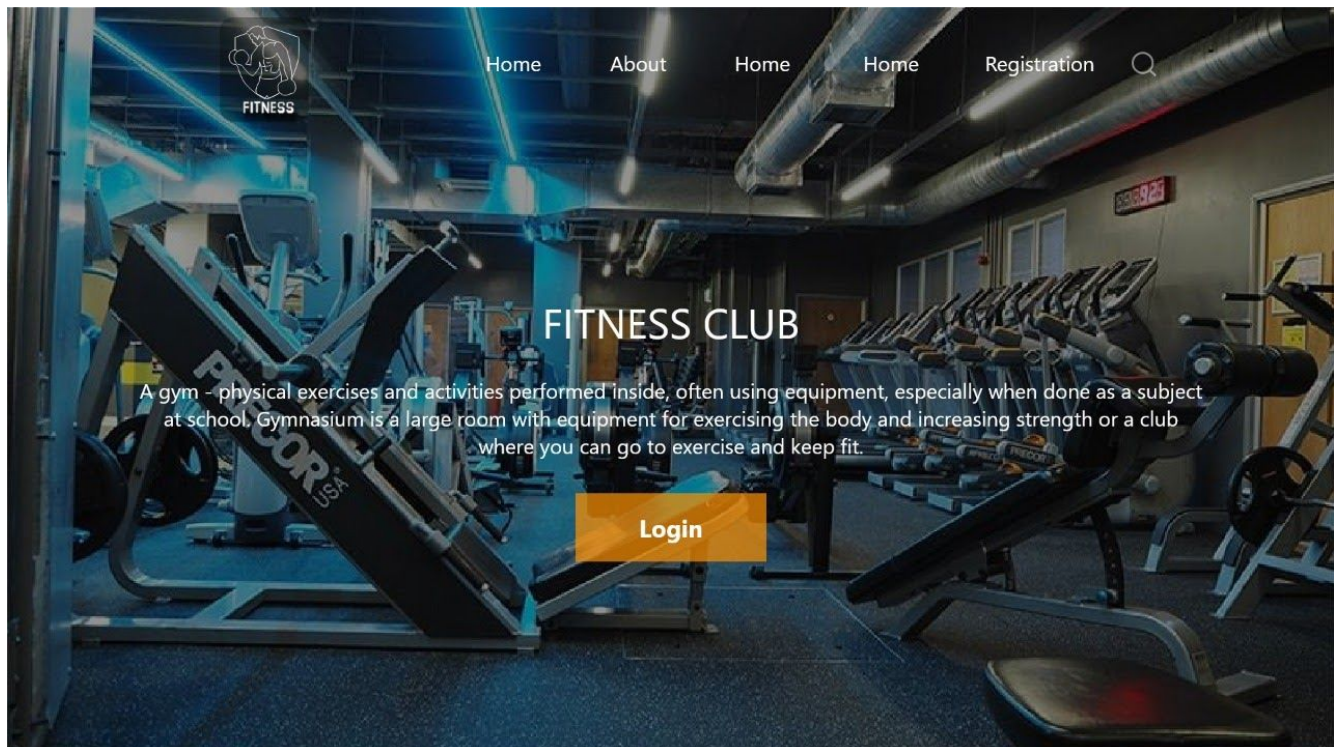 FITNESS
Home About Home Home Registration
FITNESS CLUB
A gym - physical exercises and activities performed inside, often using equipment, especially when done as a subject
at school. Gymnasium is a large room with equipment for exercising the body and increasing strength or a club
where you can go to exercise and keep fit.
PRECOR
USA
PRECOR
Login